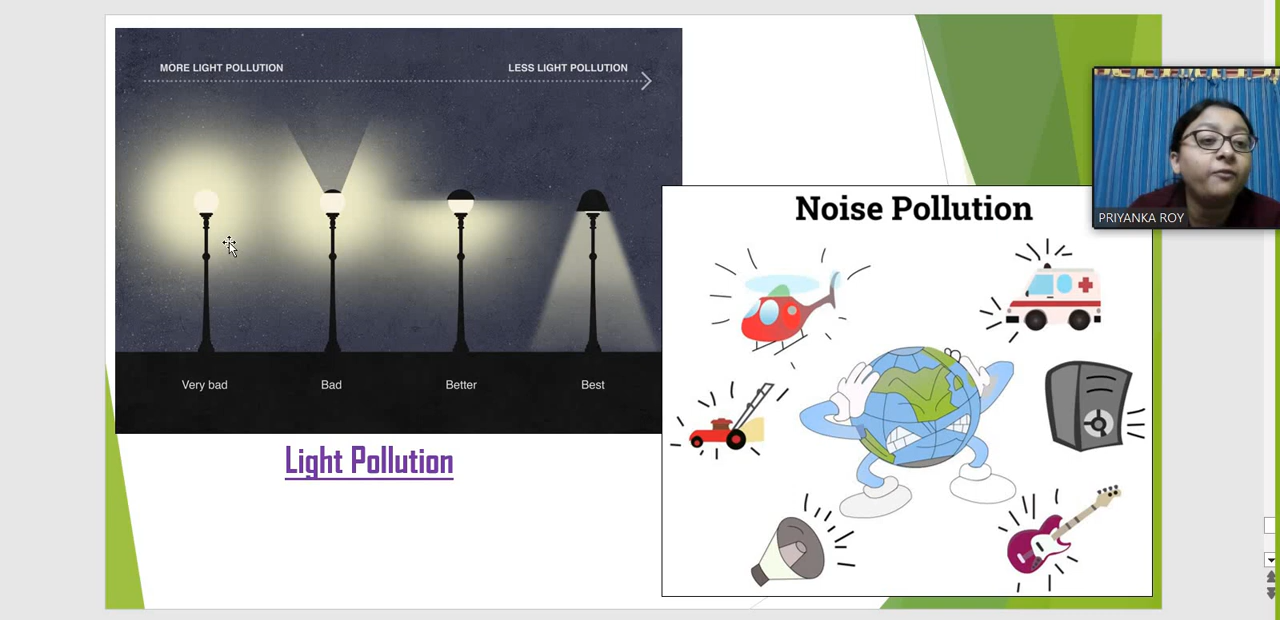 MORE LIGHT POLLUTION
LESS LIGHT POLLUTION
Very bad
Bad
Better
Best
Light Pollution
Noise Pollution
PRIYANKA ROY